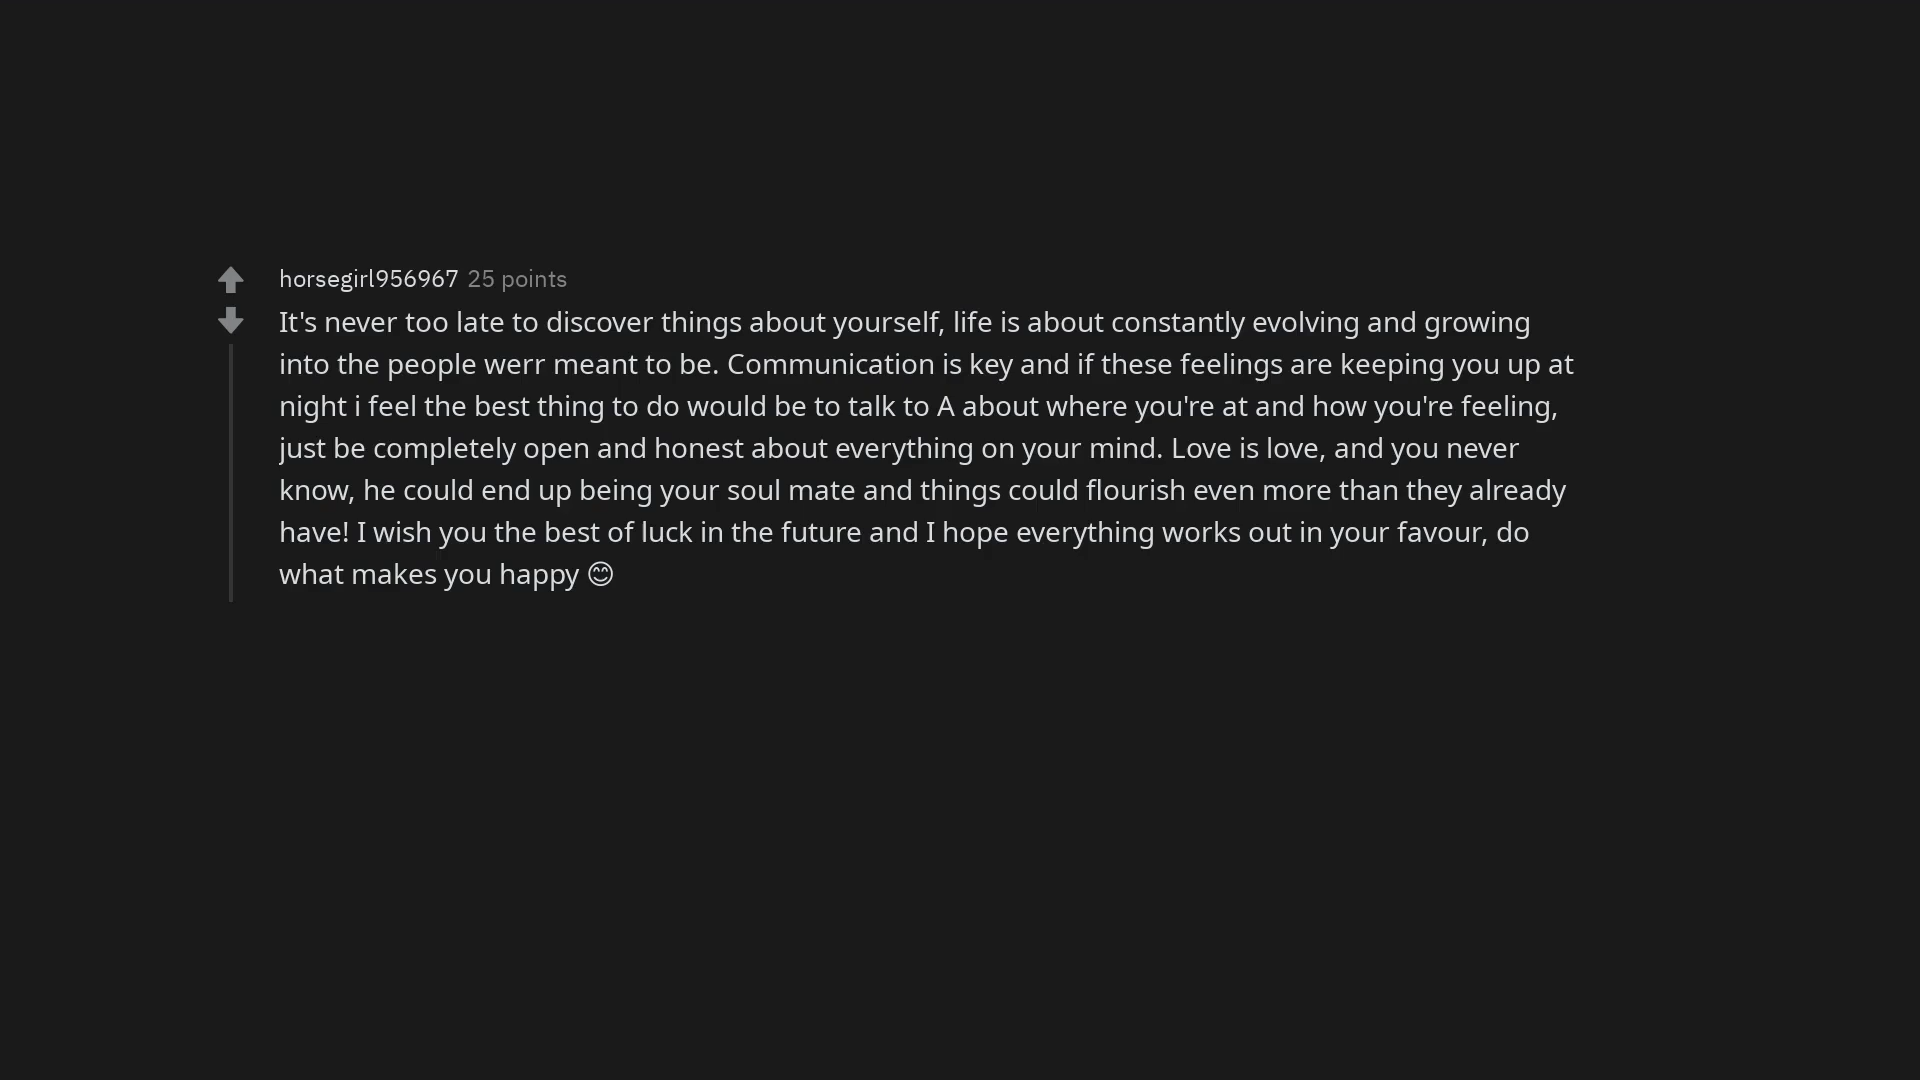 horsegirl956967 25 points
It's never too late to discover things about yourself, life is about constantly evolving and growing
into the people werr meant to be. Communication is key and if these feelings are keeping you up at
night i feel the best thing to do would be to talk to A about where you're at and how you're feeling,
just be completely open and honest about everything on your mind. Love is love, and you never
know, he could end up being your soul mate and things could flourish even more than they already
have! I wish you the best of luck in the future and I hope everything works out in your favour, do
what makes you happy 😊